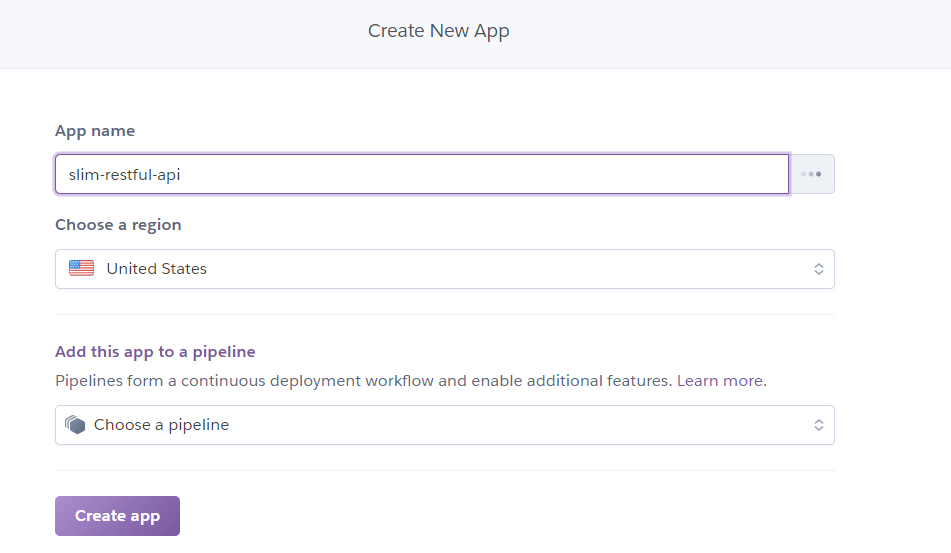 Create New App
App name
slim-restful-api
Choose a region
United States
Add this app to a pipeline
Pipelines form a continuous deployment workflow and enable additional features. Learn more.
Choose a pipeline
Create app